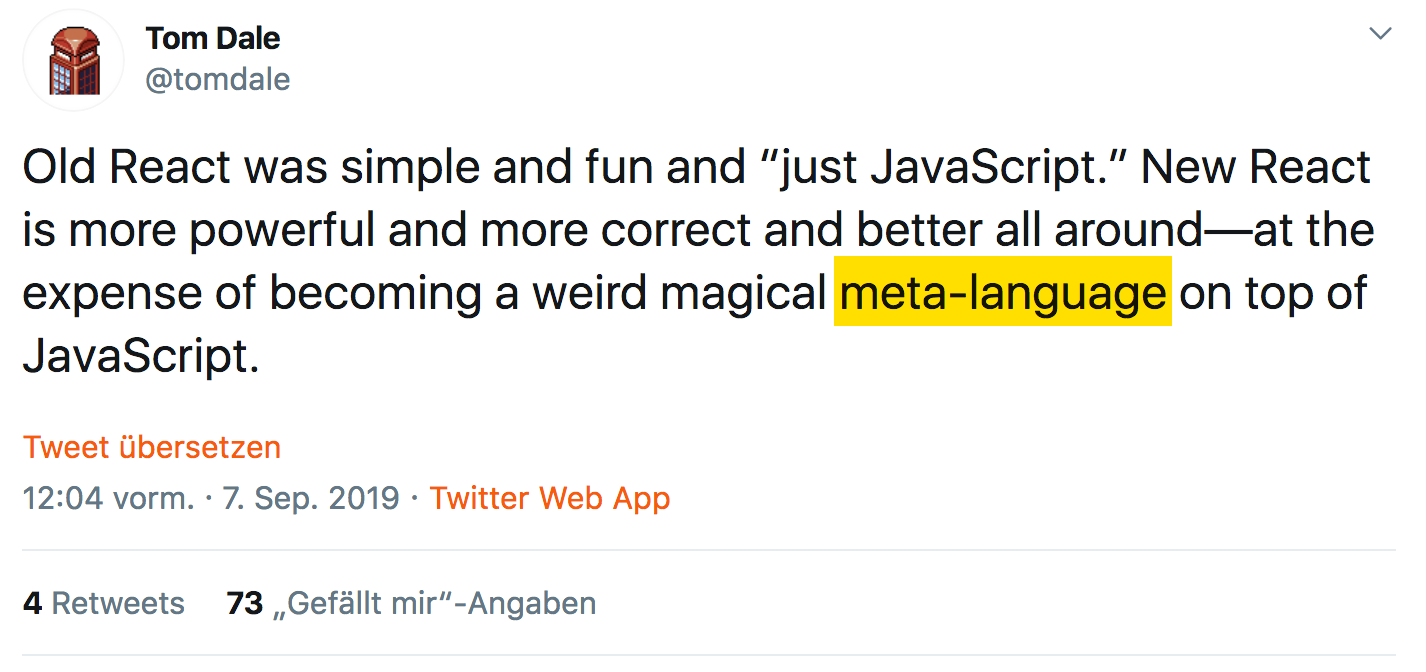 Tom Dale
@tomdale
Old React was simple and fun and “just JavaScript.” New React
is more powerful and more correct and better all around—at the
expense of becoming a weird magical meta-language on top of
JavaScript.
Tweet übersetzen
12:04 vorm. · 7. Sep. 2019 · Twitter Web App
4 Retweets 73 „Gefällt mir“-Angaben